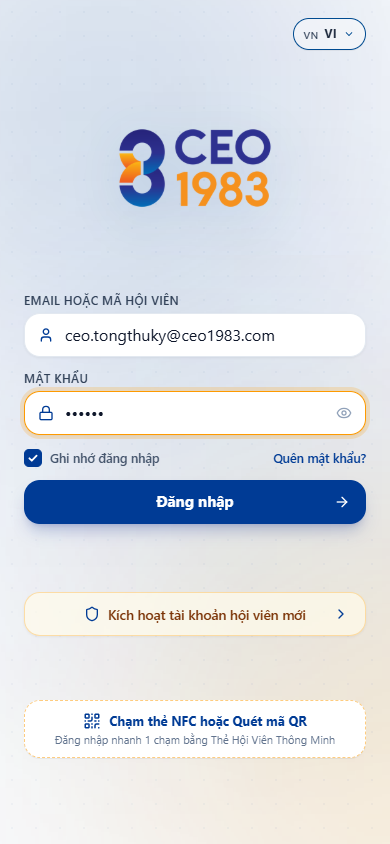 VN VI
CEO
1983
EMAIL HOẶC MÃ HỘI VIÊN
ceo.tongthuky@ceo1983.com
MẬT KHẨU
••••••
Ghi nhớ đăng nhập
Quên mật khẩu?
Đăng nhập
Kích hoạt tài khoản hội viên mới
Chạm thẻ NFC hoặc Quét mã QR
Đăng nhập nhanh 1 chạm bằng Thẻ Hội Viên Thông Minh